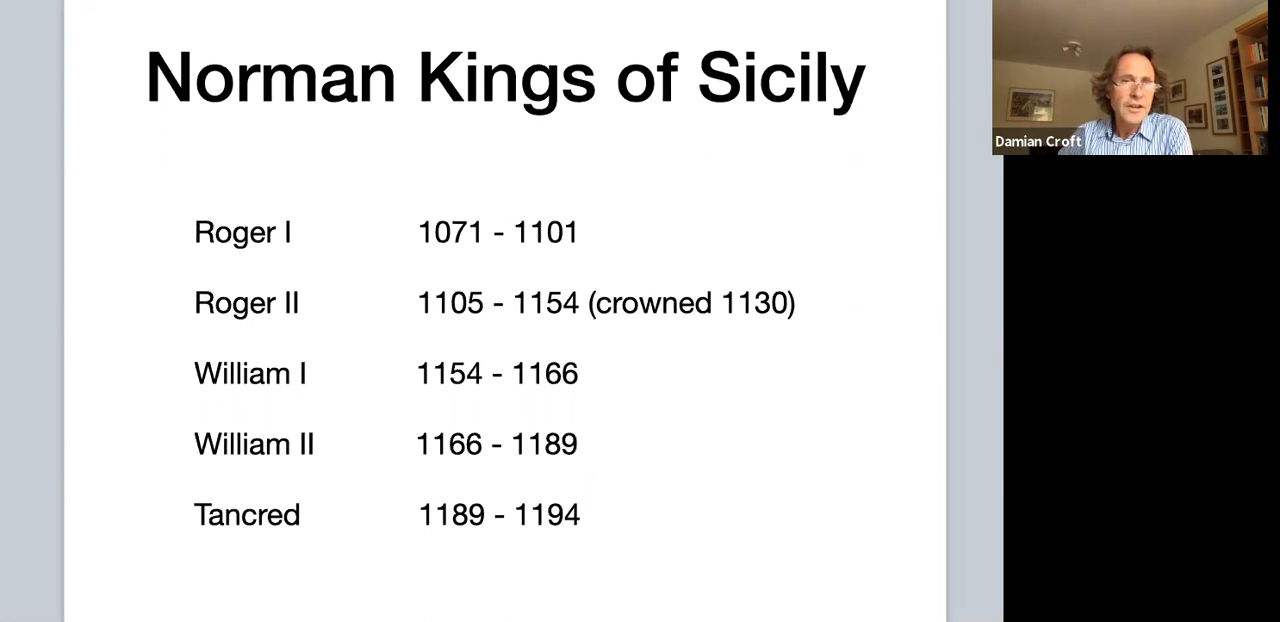 Norman Kings of Sicily
Damian Croft
Roger I 1071 - 1101
Roger II 1105 - 1154 (crowned 1130)
William I 1154 - 1166
William II 1166 - 1189
Tancred 1189 - 1194